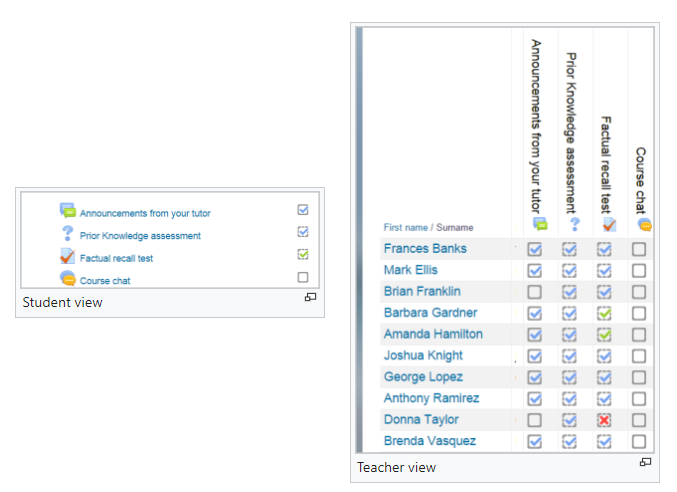 Announcements from your tutor
Prior Knowledge assessment
Factual recall test
Course chat
Student view
Announcements from your tutor
Prior Knowledge assessment
Factual recall test
Course chat
First name / Surname
Frances Banks
Mark Ellis
Brian Franklin
Barbara Gardner
Amanda Hamilton
Joshua Knight
George Lopez
Anthony Ramirez
Donna Taylor
Brenda Vasquez
Teacher view